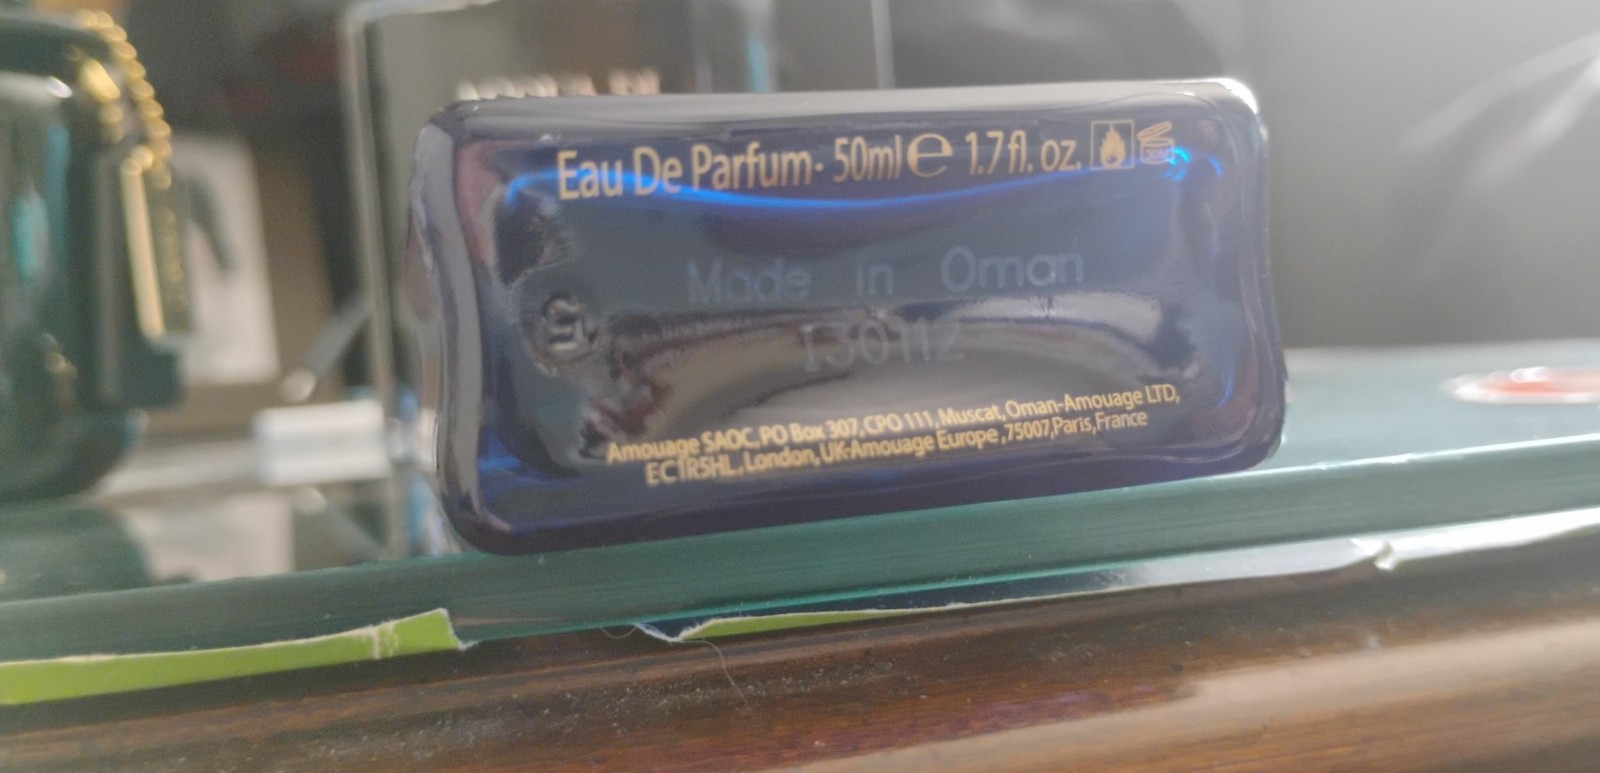 Eau De Parfum· 50ml ℮ 1.7 fl. oz.
Made in Oman
130112
Amouage SAOC, PO Box 307, CPO 111, Muscat, Oman-Amouage LTD,
EC1R5HL, London, UK-Amouage Europe ,75007,Paris,France